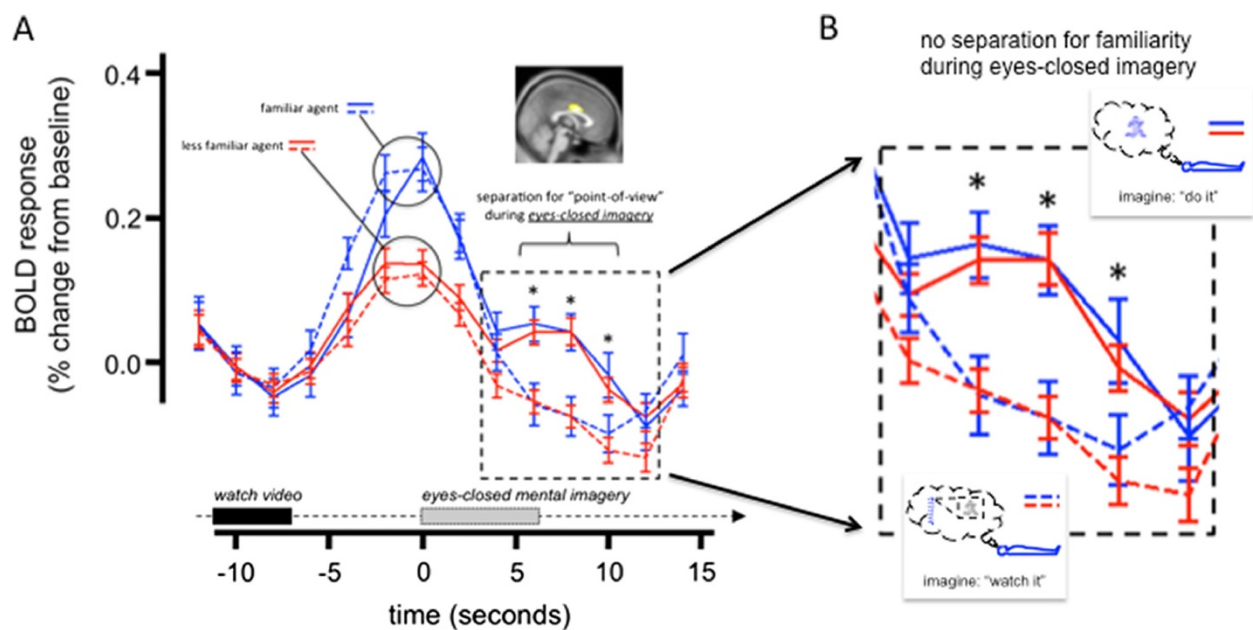 A
BOLD response
(% change from baseline)
0.4
0.2
0.0
familiar agent
less familiar agent
separation for "point-of-view"
during eyes-closed imagery
*
*
*
watch video
eyes-closed mental imagery
-10
-5
0
5
10
15
time (seconds)
B
no separation for familiarity
during eyes-closed imagery
imagine: "do it"
*
*
*
imagine: "watch it"